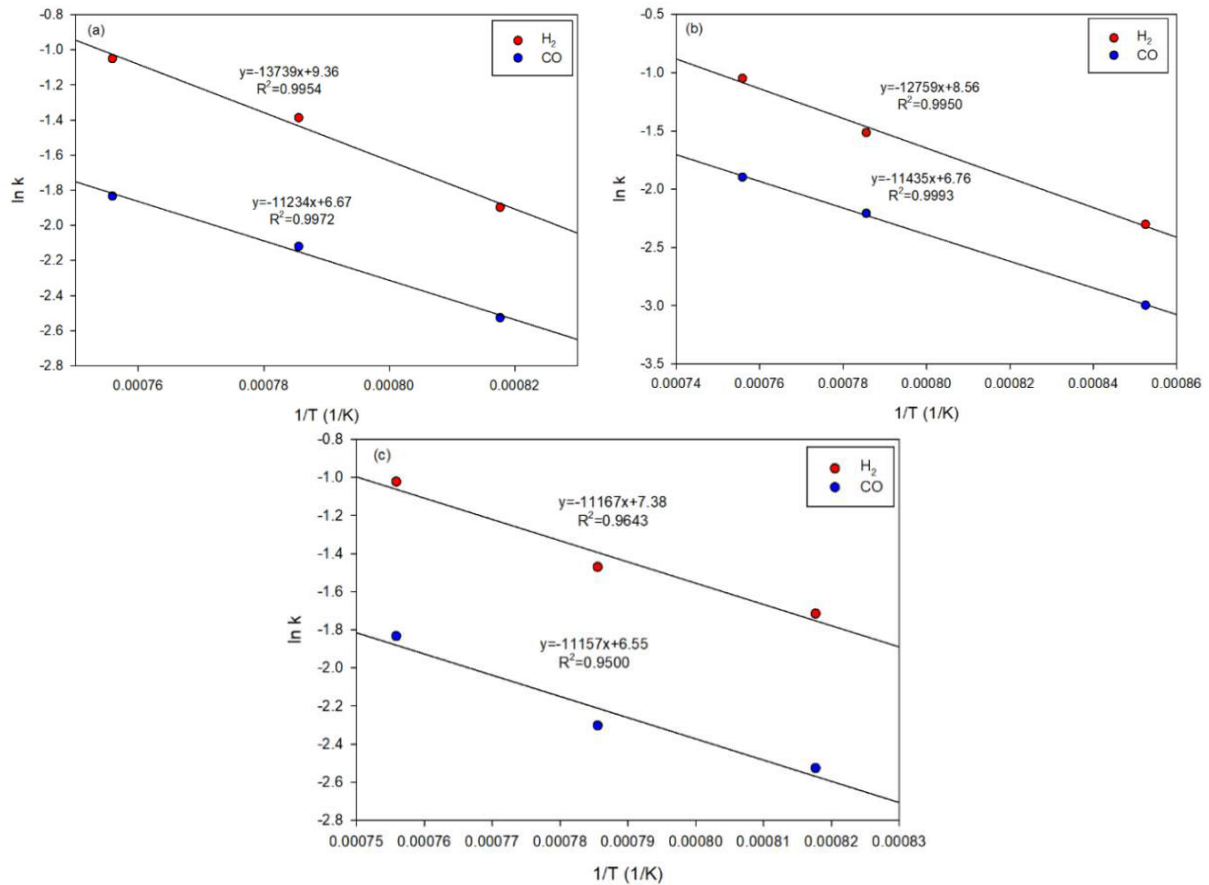 (a)
H₂
CO
y=-13739x+9.36
R²=0.9954
y=-11234x+6.67
R²=0.9972
ln k
-0.8
-1.0
-1.2
-1.4
-1.6
-1.8
-2.0
-2.2
-2.4
-2.6
-2.8
0.00076 0.00078 0.00080 0.00082
1/T (1/K)
(b)
H₂
CO
y=-12759x+8.56
R²=0.9950
y=-11435x+6.76
R²=0.9993
ln k
-0.5
-1.0
-1.5
-2.0
-2.5
-3.0
-3.5
0.00074 0.00076 0.00078 0.00080 0.00082 0.00084 0.00086
1/T (1/K)
(c)
H₂
CO
y=-11167x+7.38
R²=0.9643
y=-11157x+6.55
R²=0.9500
ln k
-0.8
-1.0
-1.2
-1.4
-1.6
-1.8
-2.0
-2.2
-2.4
-2.6
-2.8
0.00075 0.00076 0.00077 0.00078 0.00079 0.00080 0.00081 0.00082 0.00083
1/T (1/K)